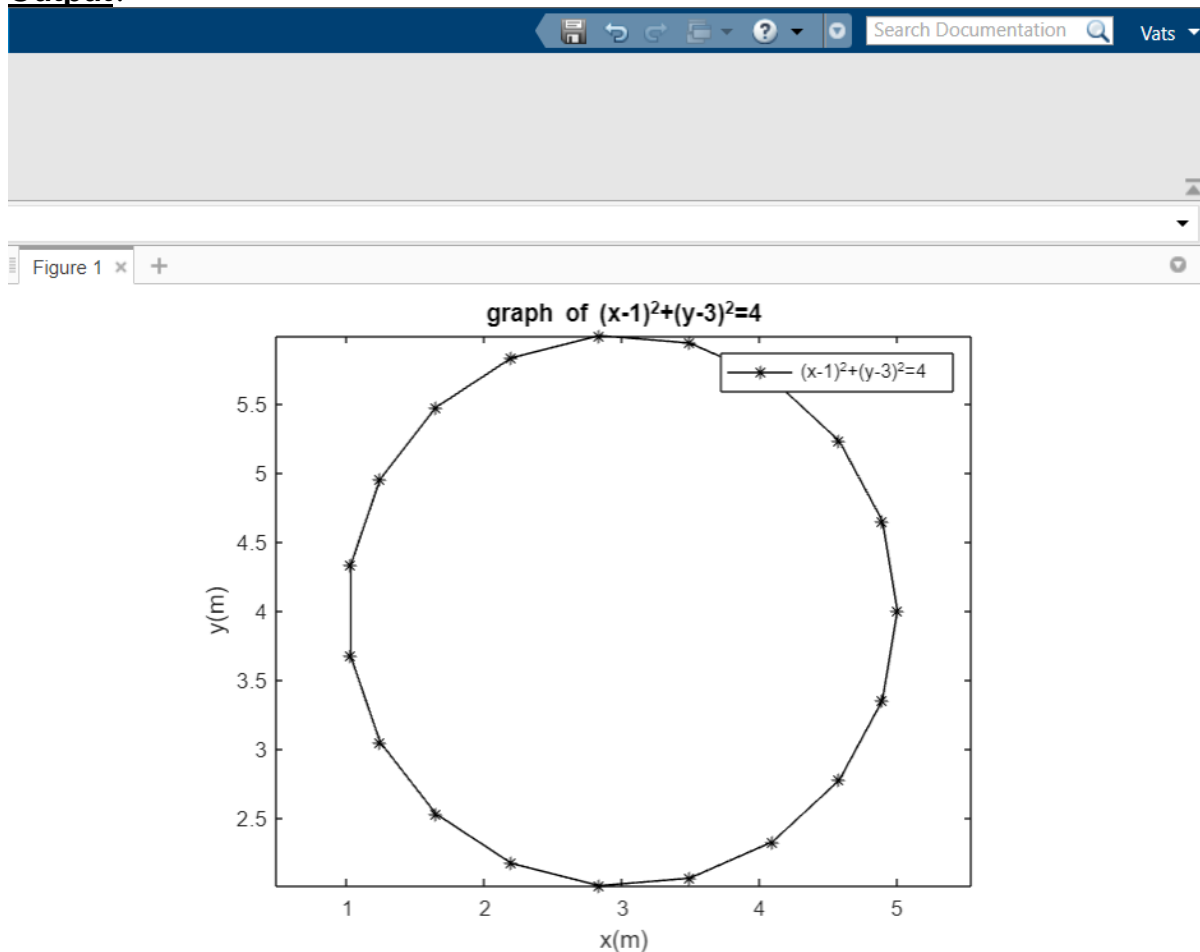 Output:
Search Documentation
Vats
Figure 1 × +
graph of (x-1)²+(y-3)²=4
(x-1)²+(y-3)²=4
5.5
5
4.5
4
3.5
3
2.5
y(m)
1 2 3 4 5
x(m)